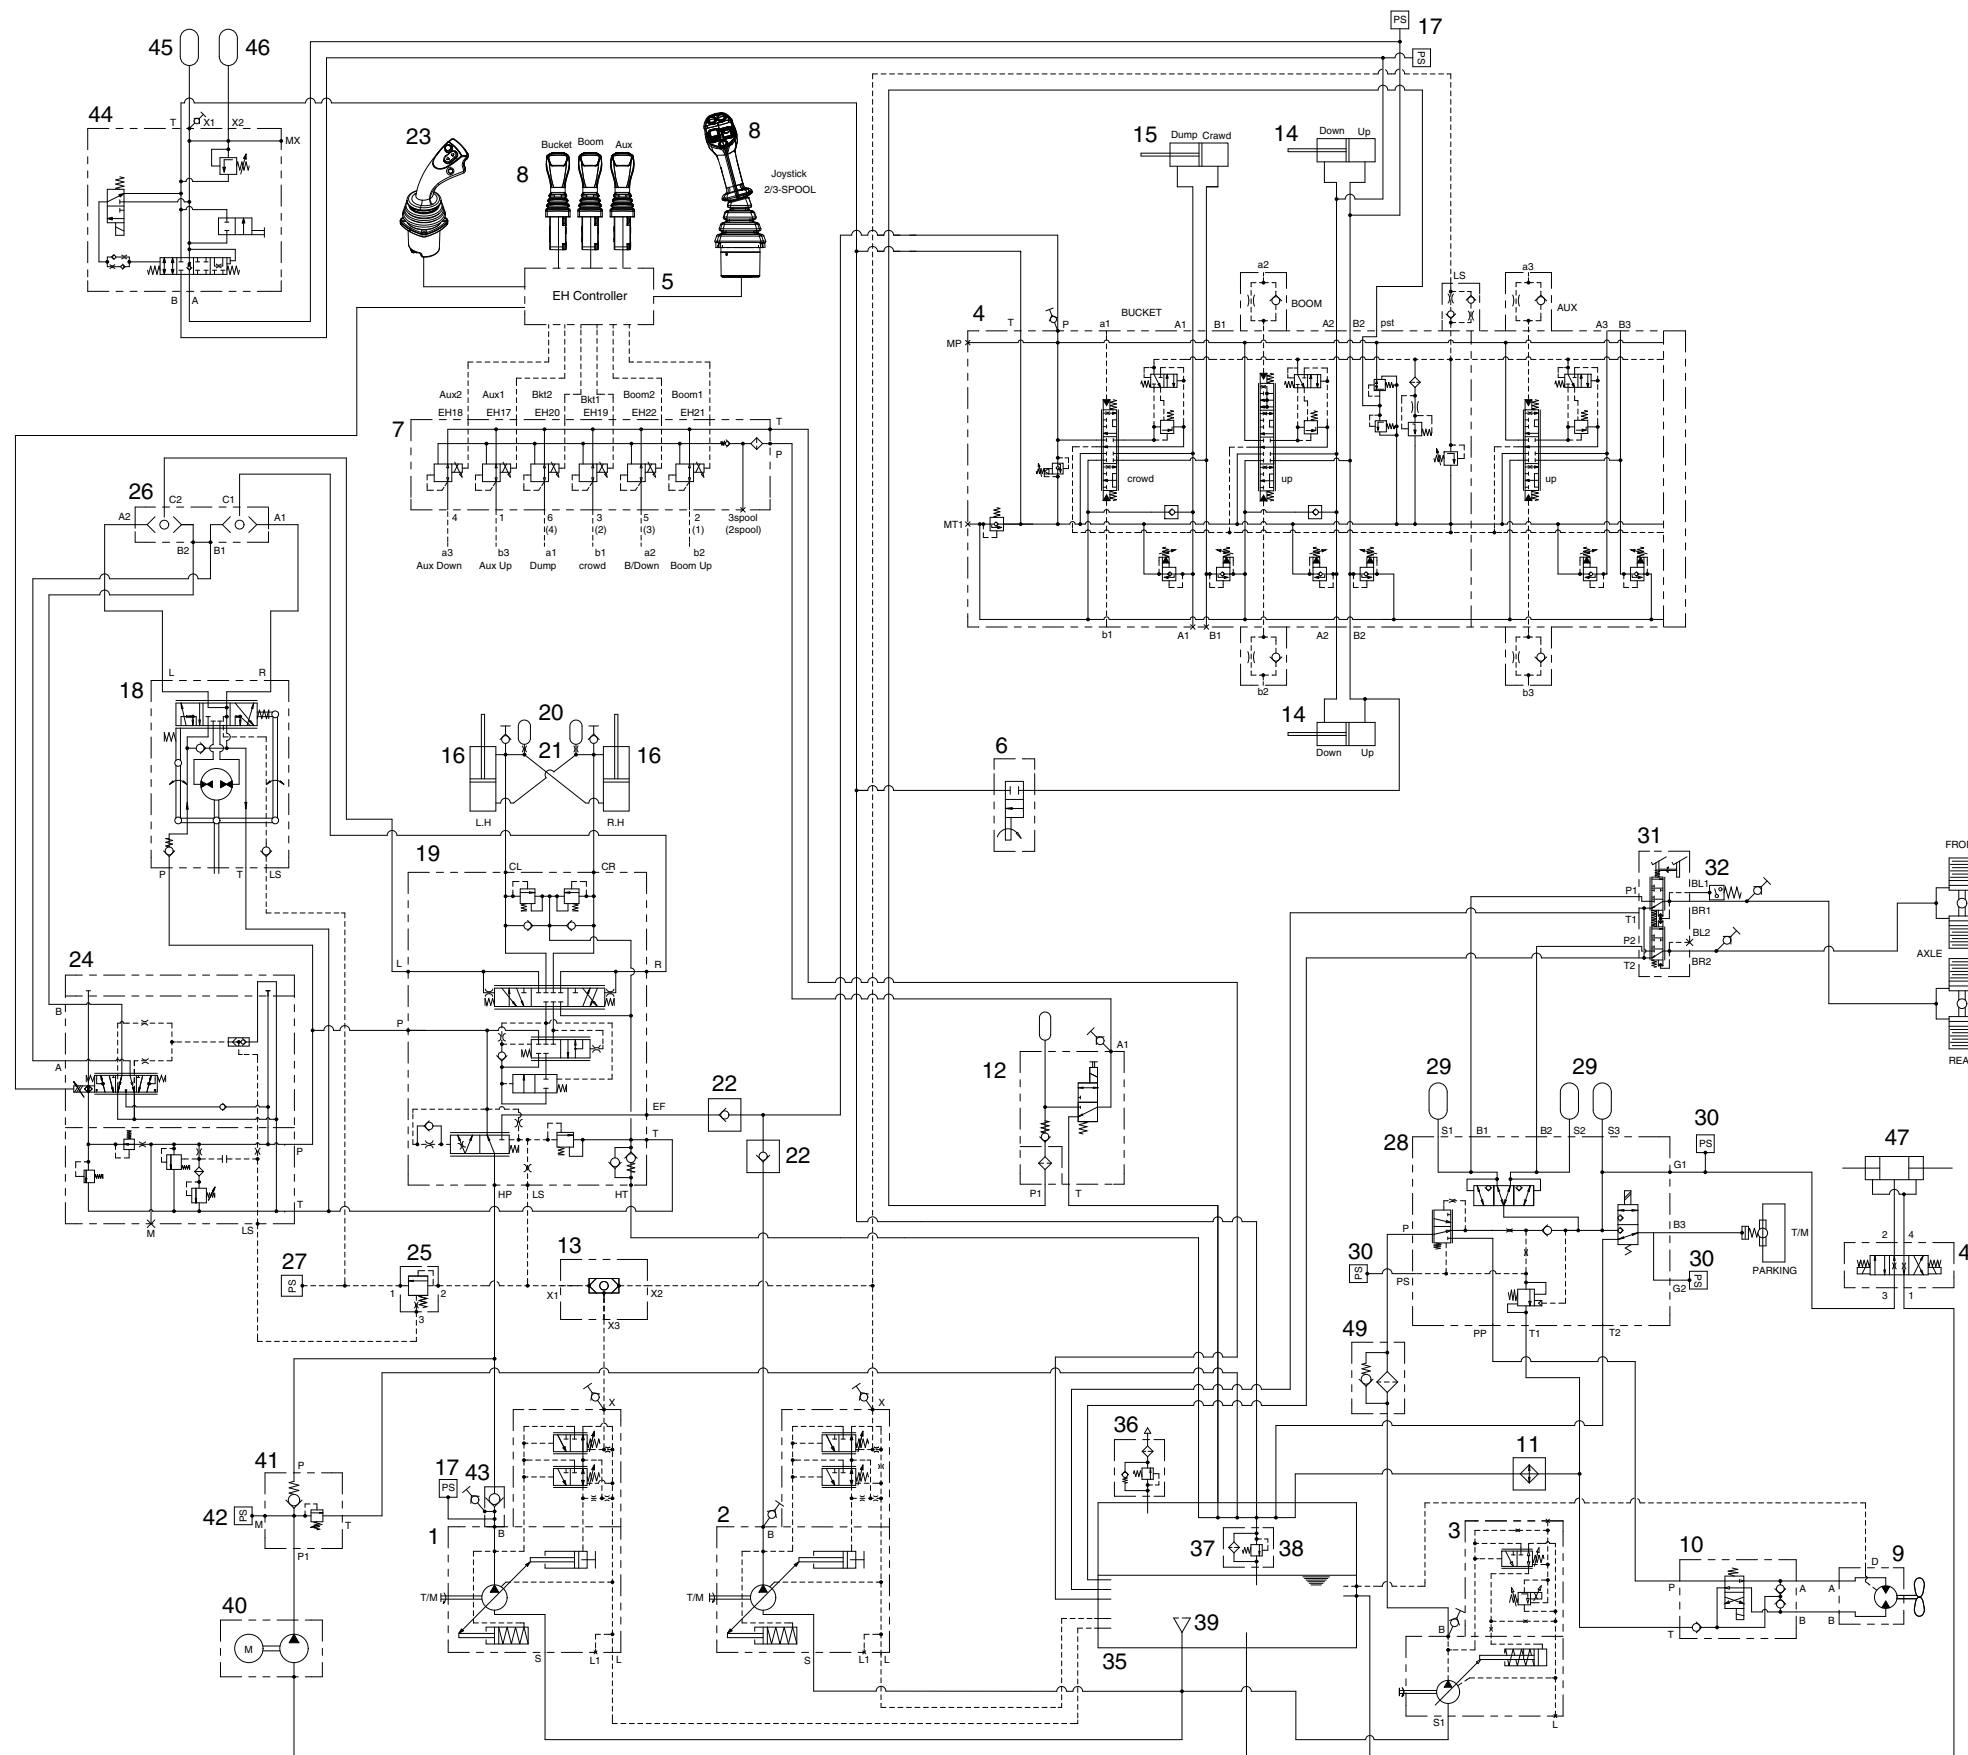 17
PS
PS
45
46
44
T
X1
X2
MX
B
A
23
8
Bucket
Boom
Aux
8
Joystick
2/3-SPOOL
EH Controller
5
15
Dump
Crawd
14
Down
Up
4
T
P
BUCKET
a1
A1
B1
a2
BOOM
A2
B2
pst
LS
a3
AUX
A3
B3
MP
MT1
crowd
up
up
b1
A1
B1
A2
B2
b2
b3
14
Down
Up
7
Aux2
Aux1
Bkt2
Bkt1
Boom2
Boom1
EH18
EH17
EH20
EH19
EH22
EH21
T
P
4
1
6
3
5
2
3spool
(4)
(2)
(3)
(1)
(2spool)
a3
b3
a1
b1
a2
b2
Aux Down
Aux Up
Dump
crowd
B/Down
Boom Up
26
C2
C1
A2
A1
B2
B1
18
L
R
P
T
LS
20
16
21
16
L.H
R.H
6
19
CL
CR
L
R
P
EF
T
HP
LS
HT
22
22
24
B
A
P
T
M
LS
12
A1
P1
T
31
P1
BL1
32
T1
BR1
P2
BL2
T2
BR2
FRON
AXLE
REA
29
29
28
S1
B1
B2
S2
S3
30
PS
G1
P
B3
T/M
PARKING
30
PS
PS
30
PS
G2
PP
T1
T2
47
2
4
3
1
4
27
PS
25
1
2
3
13
X1
X2
X3
49
36
11
41
P
42
PS
M
T
P1
17
PS
43
X
1
B
T/M
S
L1
L
2
X
B
T/M
S
L1
L
37
38
39
35
3
B
S1
L
10
P
A
T
B
9
D
A
B
40
M